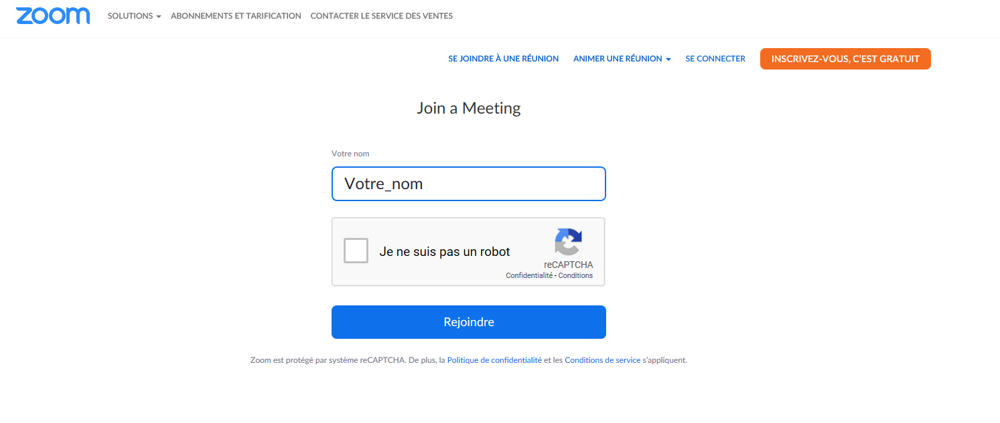 zoom SOLUTIONS ABONNEMENTS ET TARIFICATION CONTACTER LE SERVICE DES VENTES
SE JOINDRE À UNE RÉUNION ANIMER UNE RÉUNION SE CONNECTER INSCRIVEZ-VOUS, C'EST GRATUIT
Join a Meeting
Votre nom
Votre_nom
Je ne suis pas un robot
reCAPTCHA
Confidentialité - Conditions
Rejoindre
Zoom est protégé par système reCAPTCHA. De plus, la Politique de confidentialité et les Conditions de service s'appliquent.